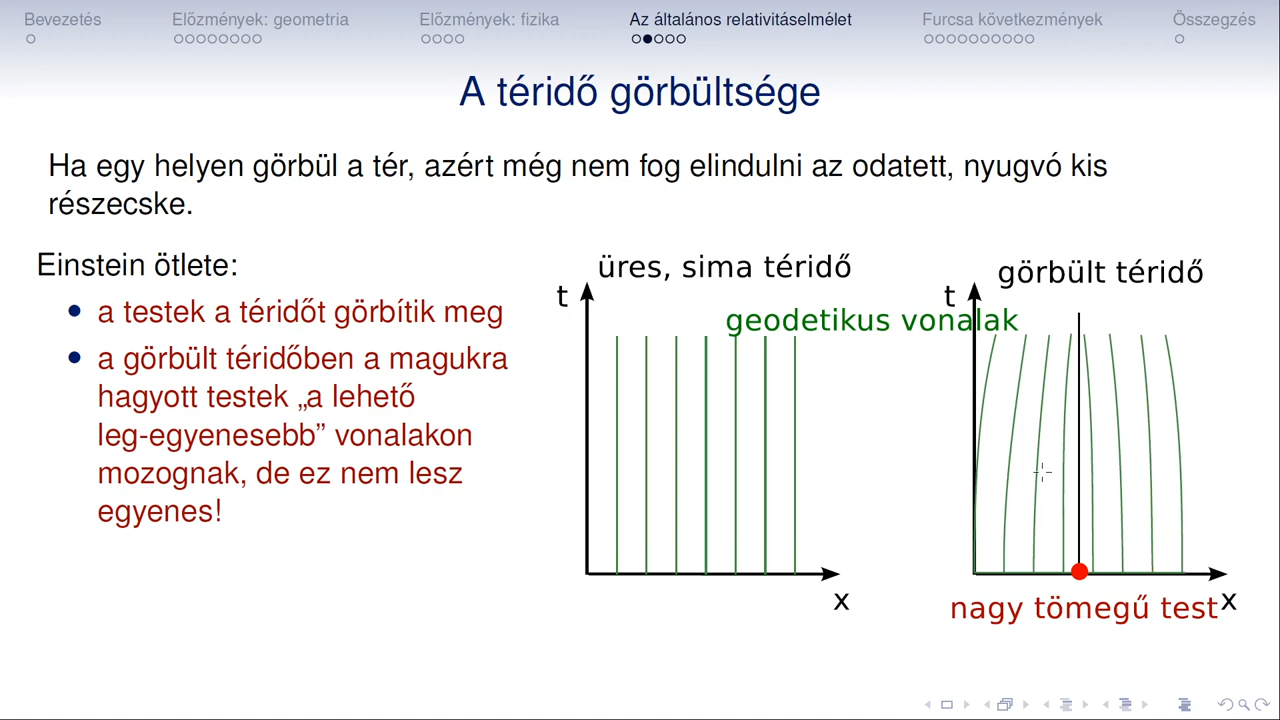 Bevezetés
Előzmények: geometria
Előzmények: fizika
Az általános relativitáselmélet
Furcsa következmények
Összegzés
A téridő görbültsége
Ha egy helyen görbül a tér, azért még nem fog elindulni az odatett, nyugvó kis
részecske.
Einstein ötlete:
a testek a téridőt görbítik meg
a görbült téridőben a magukra
hagyott testek „a lehető
leg-egyenesebb” vonalakon
mozognak, de ez nem lesz
egyenes!
üres, sima téridő
t
geodetikus vonalak
x
görbült téridő
t
nagy tömegű test
x